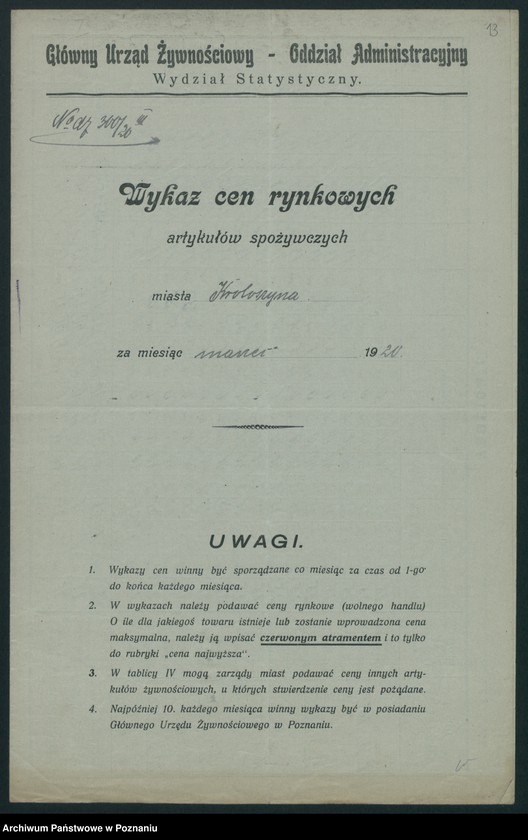 13
Główny Urząd Żywnościowy - Oddział Administracyjny
Wydział Statystyczny.
No dz 300/20 III
Wykaz cen rynkowych
artykułów spożywczych
miasta Krotoszyna
za miesiąc marzec 1920.
UWAGI.
1. Wykazy cen winny być sporządzane co miesiąc za czas od 1-go
do końca każdego miesiąca.
2. W wykazach należy podawać ceny rynkowe (wolnego handlu)
O ile dla jakiegoś towaru istnieje lub zostanie wprowadzona cena
maksymalna, należy ją wpisać czerwonym atramentem i to tylko
do rubryki „cena najwyższa“.
3. W tablicy IV mogą zarządy miast podawać ceny innych arty-
kułów żywnościowych, u których stwierdzenie ceny jest pożądane.
4. Najpóźniej 10. każdego miesiąca winny wykazy być w posiadaniu
Głównego Urzędu Żywnościowego w Poznaniu.
Archiwum Państwowe w Poznaniu